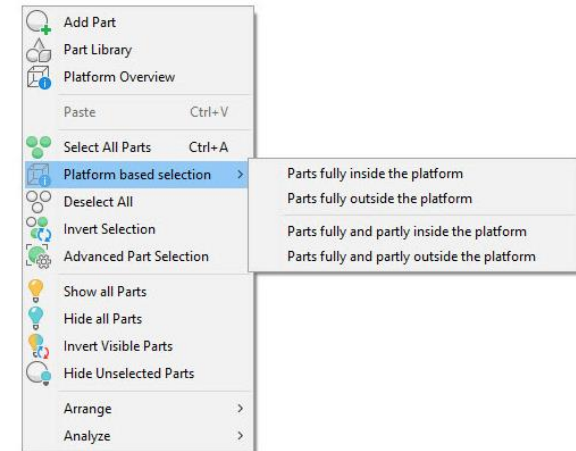 Add Part
Part Library
Platform Overview
Paste Ctrl+V
Select All Parts Ctrl+A
Platform based selection >
Deselect All
Invert Selection
Advanced Part Selection
Show all Parts
Hide all Parts
Invert Visible Parts
Hide Unselected Parts
Arrange >
Analyze >
Parts fully inside the platform
Parts fully outside the platform
Parts fully and partly inside the platform
Parts fully and partly outside the platform